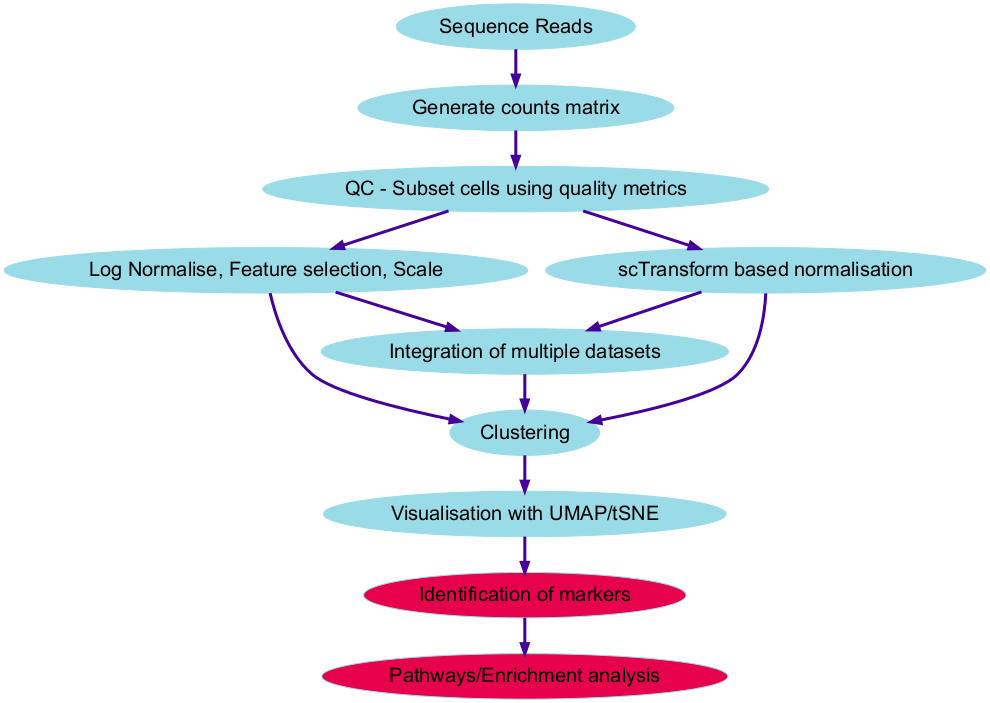 Sequence Reads
Generate counts matrix
QC - Subset cells using quality metrics
Log Normalise, Feature selection, Scale
scTransform based normalisation
Integration of multiple datasets
Clustering
Visualisation with UMAP/tSNE
Identification of markers
Pathways/Enrichment analysis